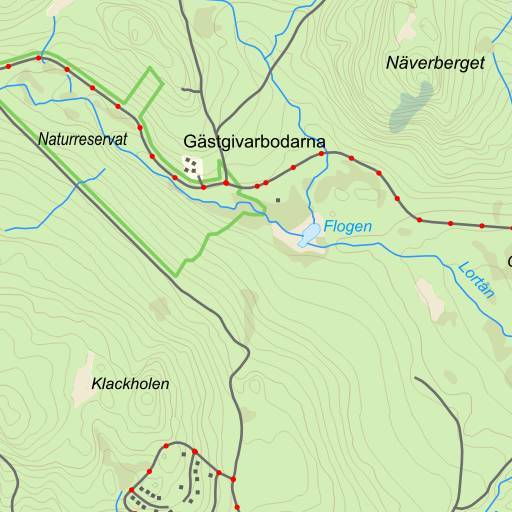 Näverberget
Naturreservat
Gästgivarbodarna
Flogen
Lortån
Klackholen